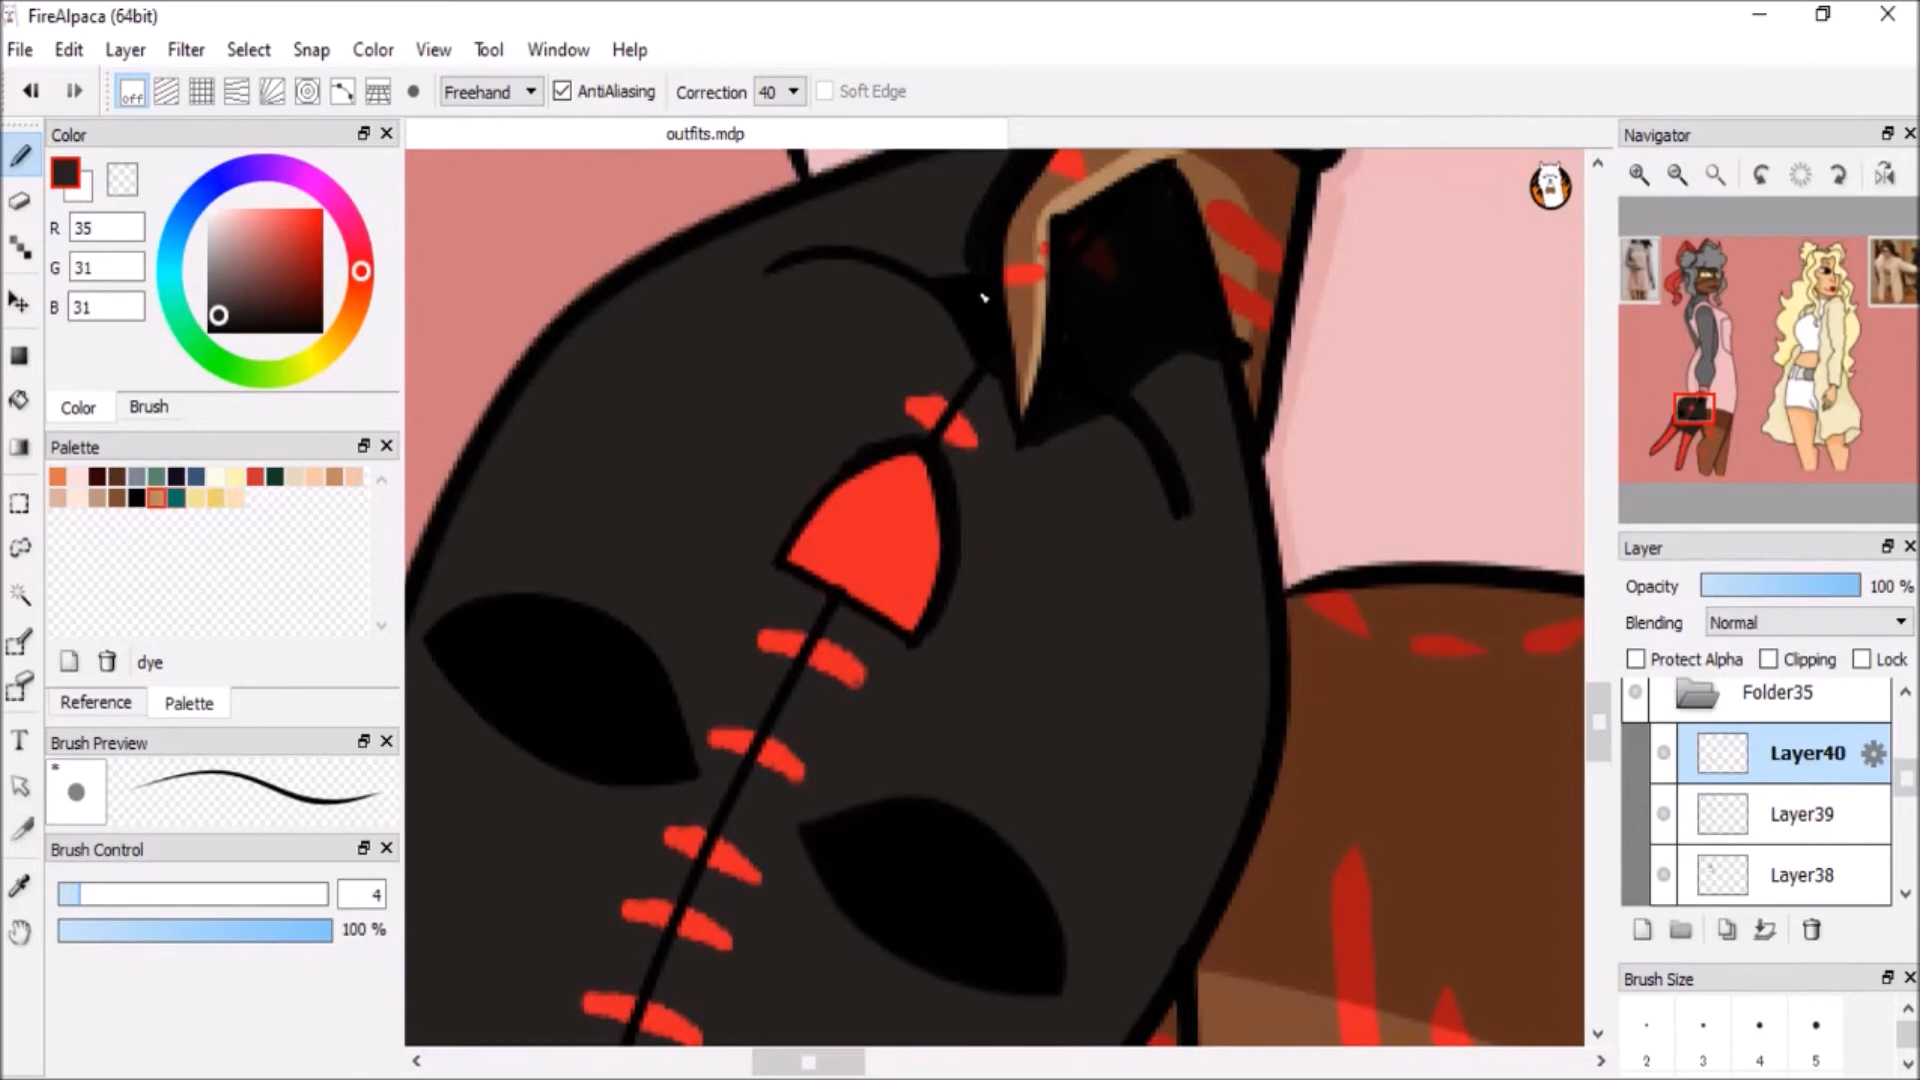 FireAlpaca (64bit)
File Edit Layer Filter Select Snap Color View Tool Window Help
off Freehand AntiAliasing Correction 40 Soft Edge
Color
outfits.mdp
Navigator
R 35
G 31
B 31
Color Brush
Palette
dye
Reference Palette
Brush Preview
*
Brush Control
4
100 %
Layer
Opacity 100 %
Blending Normal
Protect Alpha Clipping Lock
Folder35
Layer40
Layer39
Layer38
Brush Size
2 3 4 5
T